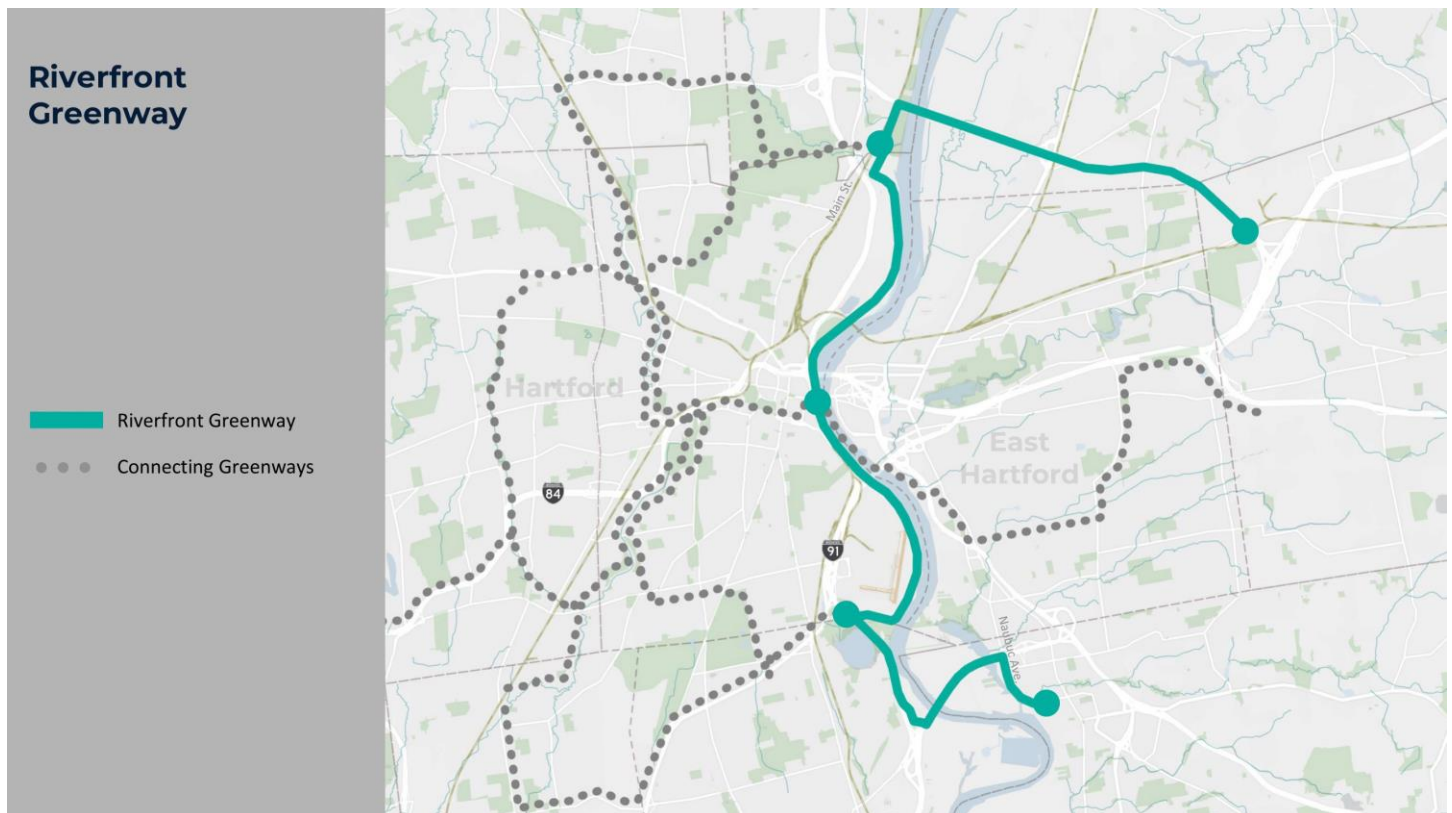 Riverfront
Greenway
Riverfront Greenway
Connecting Greenways
Main St.
Hartford
East
Hartford
84
91
Naubuc Ave.